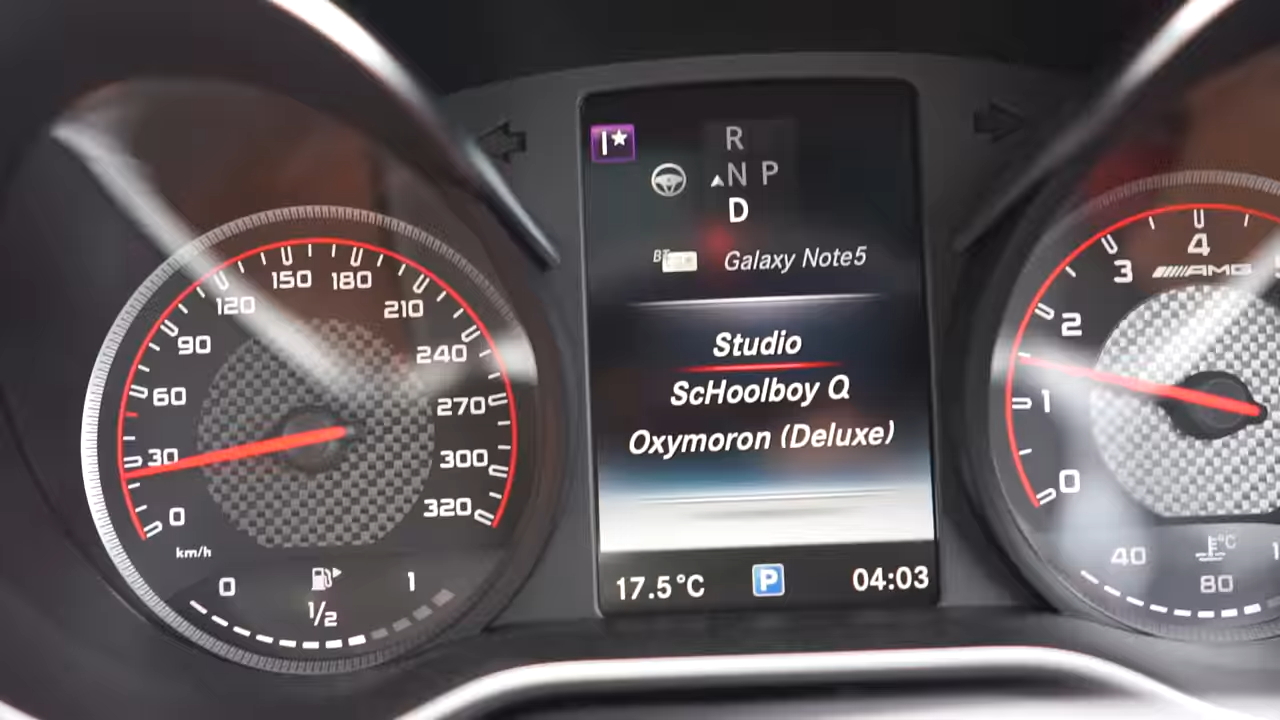 0
30
60
90
120
150
180
210
240
270
300
320
km/h
0
1/2
1
R
N P
D
BT
Galaxy Note5
Studio
ScHoolboy Q
Oxymoron (Deluxe)
17.5°C
P
04:03
0
1
2
3
4
AMG
40
°C
80